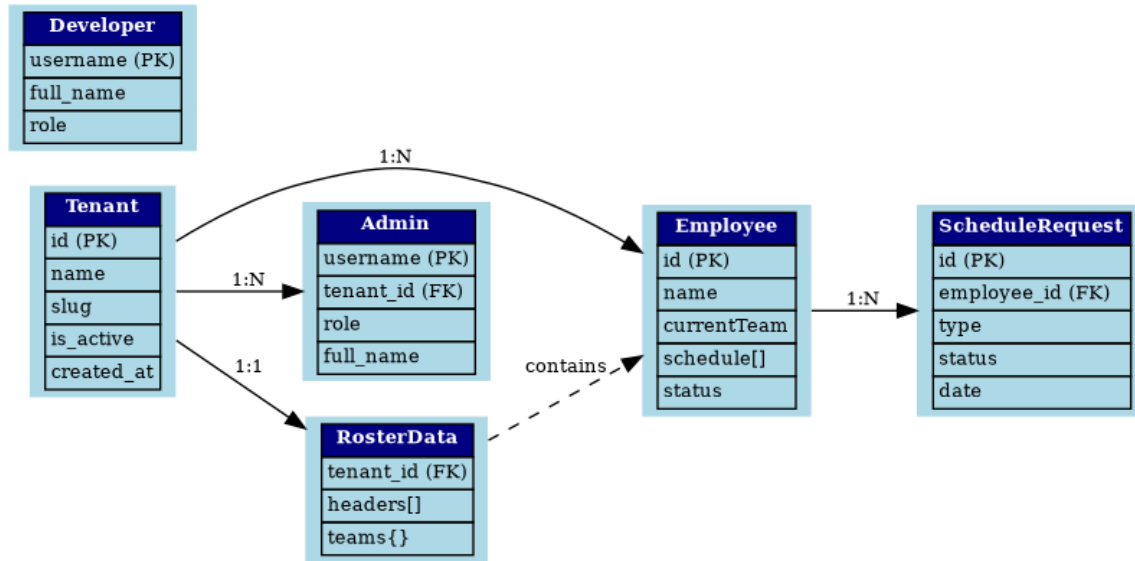 Developer
username (PK)
full_name
role
1:N
Tenant
id (PK)
name
slug
is_active
created_at
1:N
1:1
Admin
username (PK)
tenant_id (FK)
role
full_name
RosterData
tenant_id (FK)
headers[]
teams{}
contains
Employee
id (PK)
name
currentTeam
schedule[]
status
1:N
ScheduleRequest
id (PK)
employee_id (FK)
type
status
date